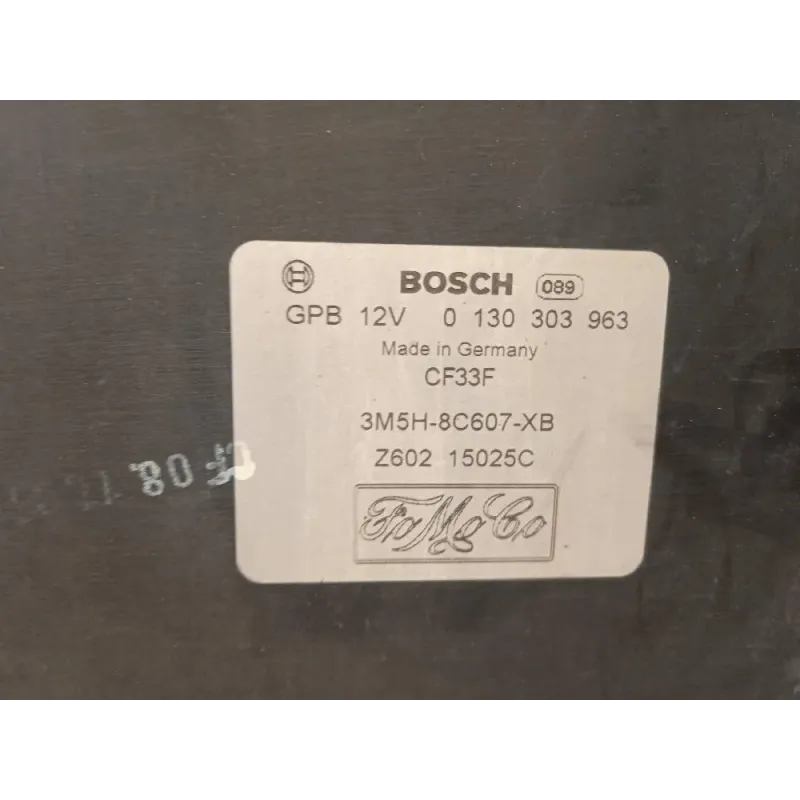 BOSCH 089
GPB 12V 0 130 303 963
Made in Germany
CF33F
3M5H-8C607-XB
Z602 15025C
FoMoCo